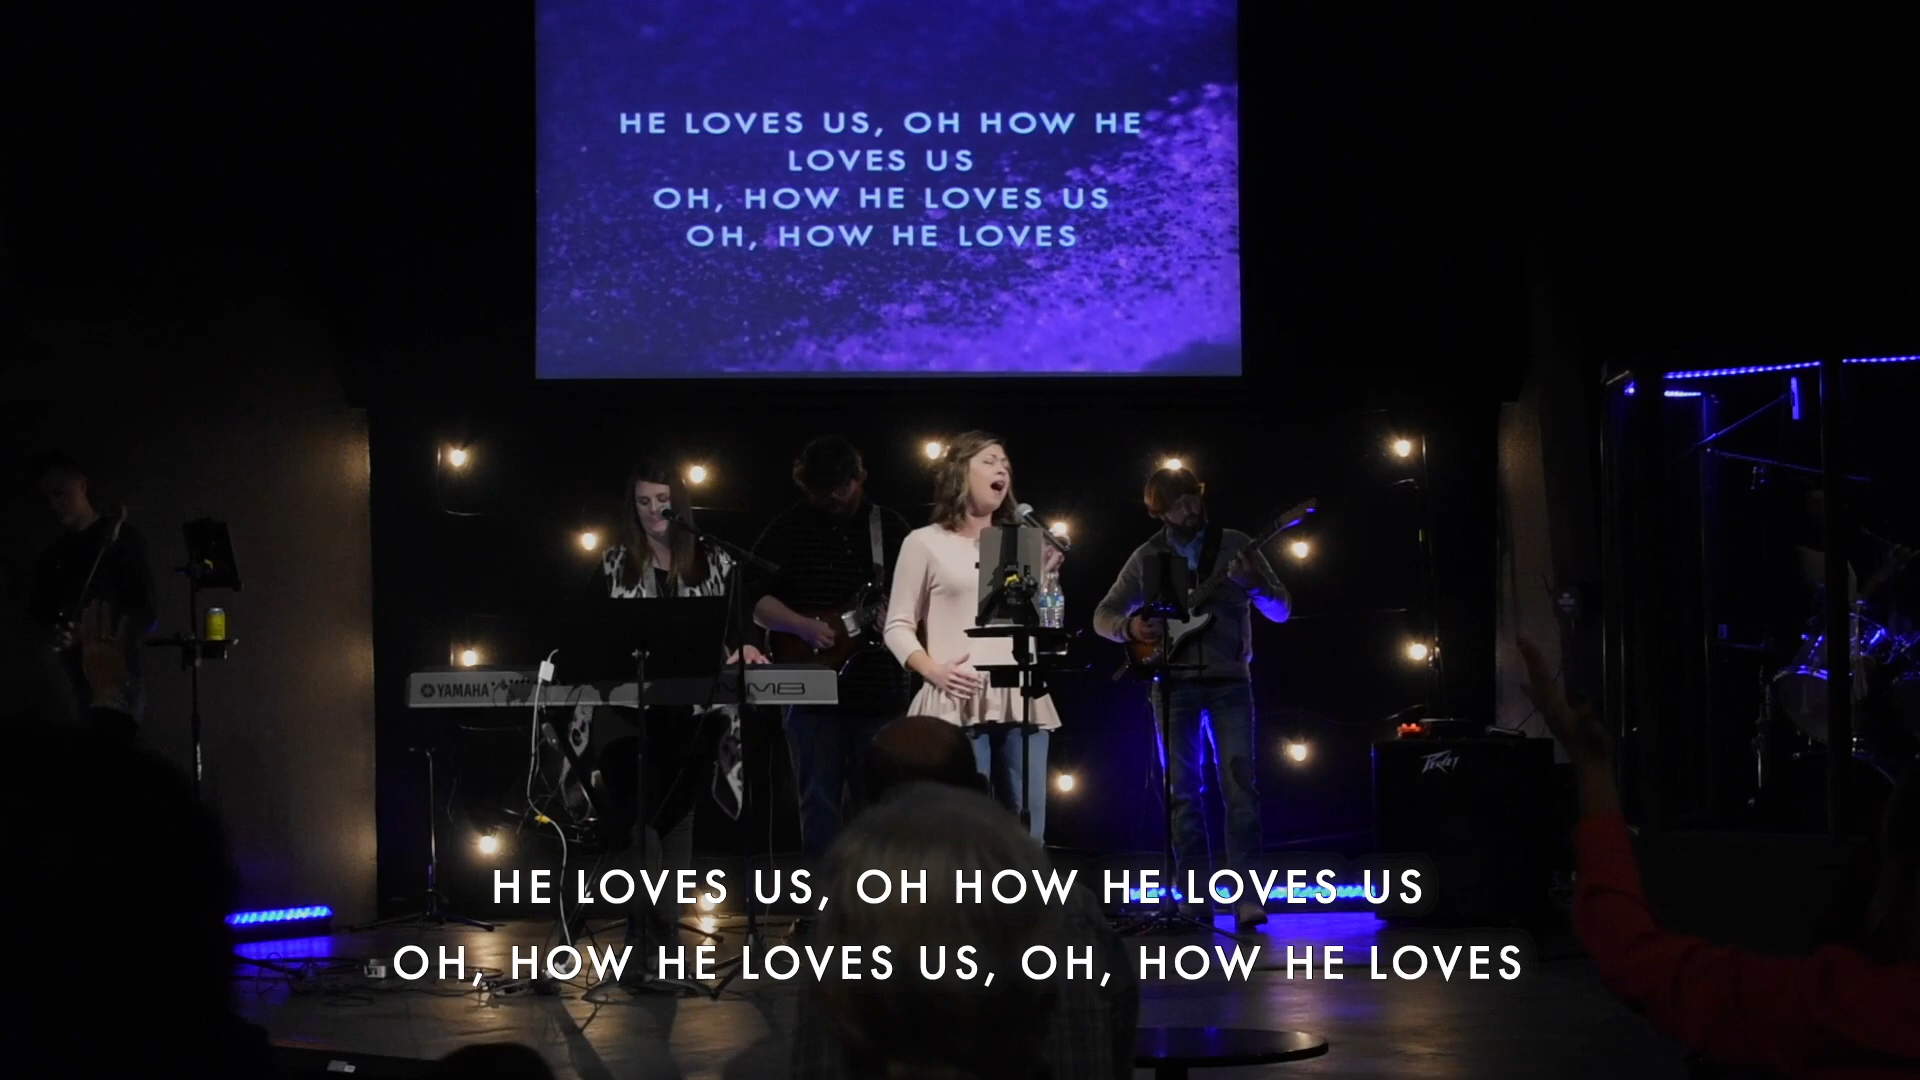 HE LOVES US, OH HOW HE
LOVES US
OH, HOW HE LOVES US
OH, HOW HE LOVES
YAMAHA
MM8
PEAVEY
HE LOVES US, OH HOW HE LOVES US
OH, HOW HE LOVES US, OH, HOW HE LOVES